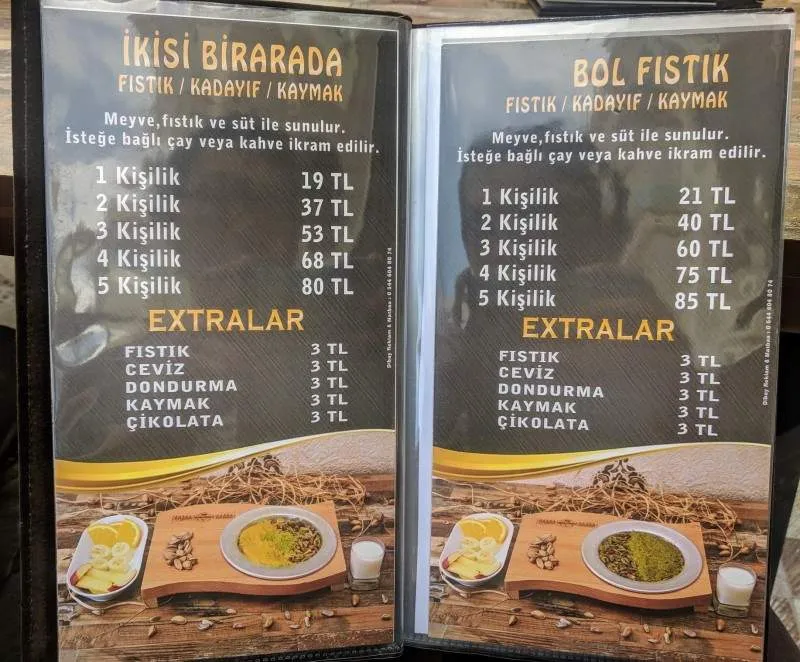 İKİSİ BİRARADA
FISTIK / KADAYIF / KAYMAK
Meyve,fıstık ve süt ile sunulur.
İsteğe bağlı çay veya kahve ikram edilir.
1 Kişilik 19 TL
2 Kişilik 37 TL
3 Kişilik 53 TL
4 Kişilik 68 TL
5 Kişilik 80 TL
EXTRALAR
FISTIK 3 TL
CEVİZ 3 TL
DONDURMA 3 TL
KAYMAK 3 TL
ÇİKOLATA 3 TL
BOL FISTIK
FISTIK / KADAYIF / KAYMAK
Meyve,fıstık ve süt ile sunulur.
İsteğe bağlı çay veya kahve ikram edilir.
1 Kişilik 21 TL
2 Kişilik 40 TL
3 Kişilik 60 TL
4 Kişilik 75 TL
5 Kişilik 85 TL
EXTRALAR
FISTIK 3 TL
CEVİZ 3 TL
DONDURMA 3 TL
KAYMAK 3 TL
ÇİKOLATA 3 TL